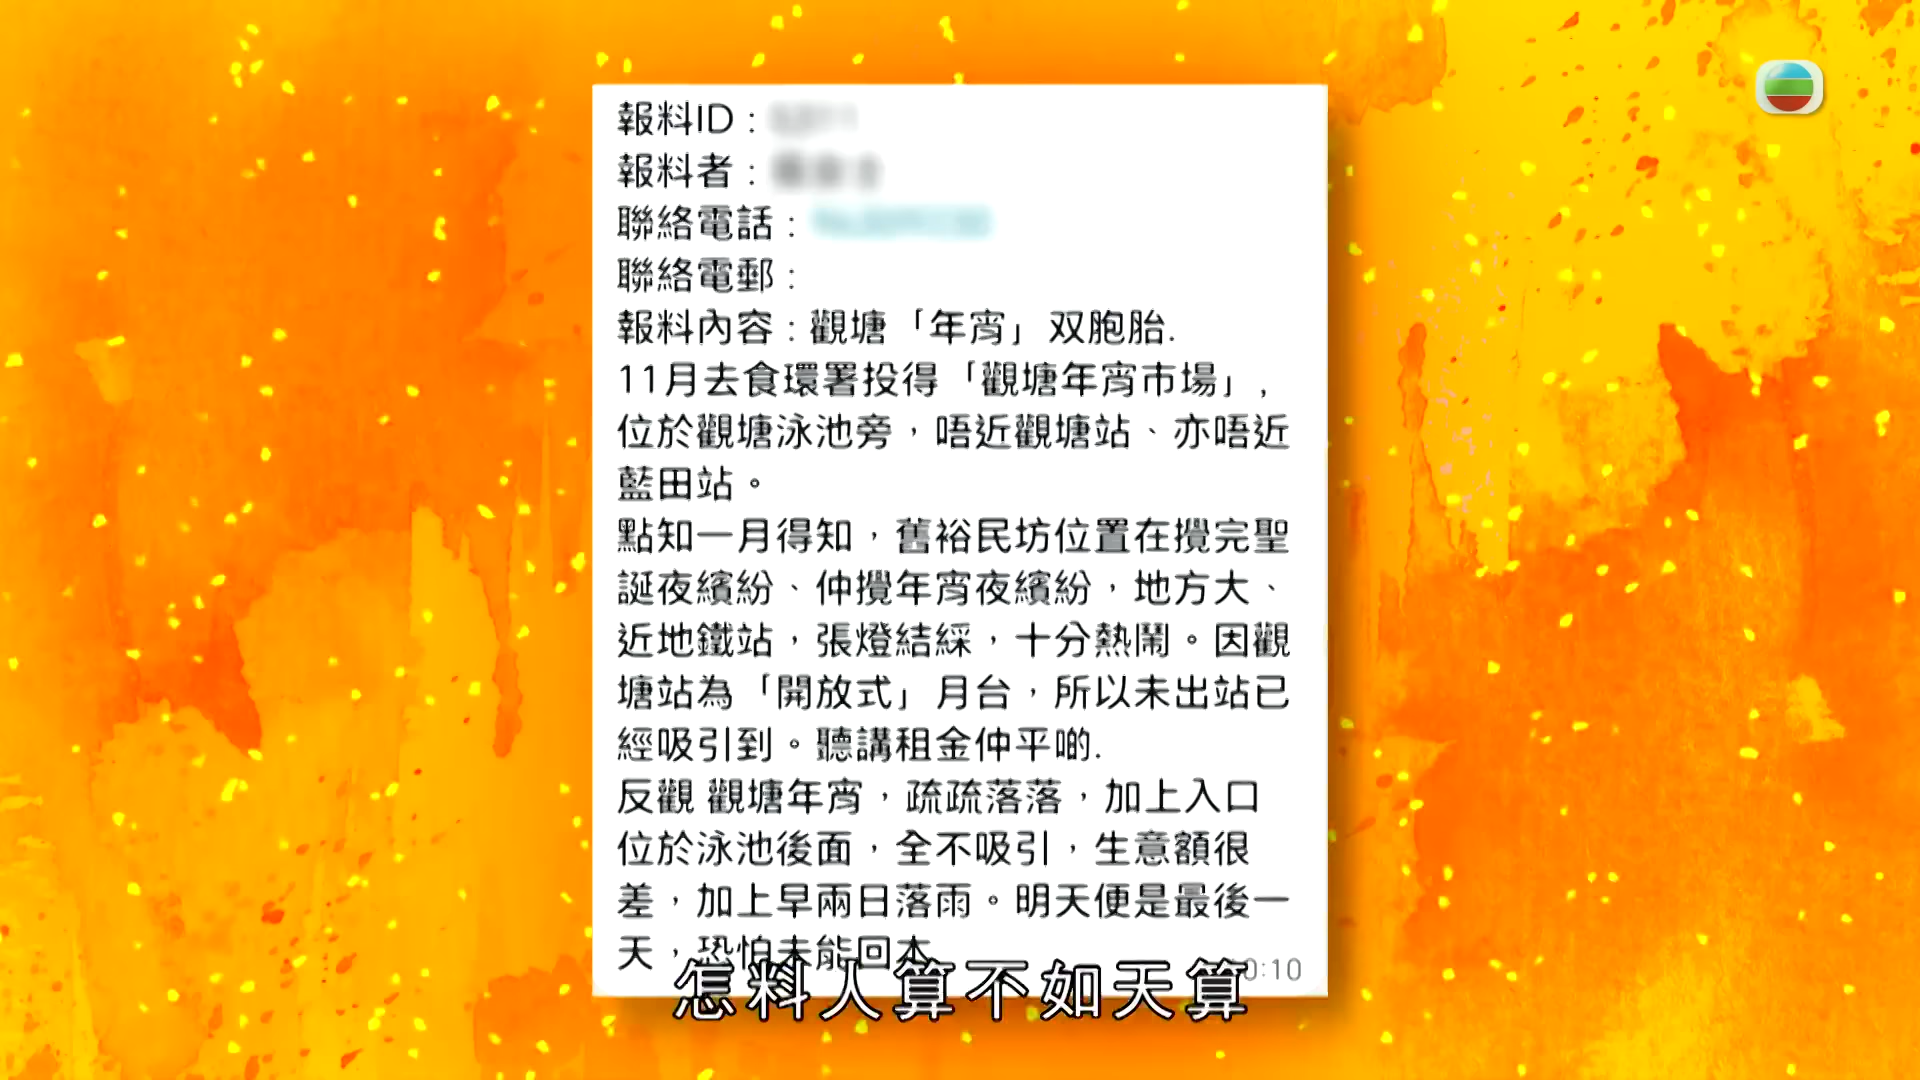 報料ID：
報料者：
聯絡電話：
聯絡電郵：
報料內容：觀塘「年宵」双胞胎.
11月去食環署投得「觀塘年宵市場」,
位於觀塘泳池旁，唔近觀塘站、亦唔近
藍田站。
點知一月得知，舊裕民坊位置在攪完聖
誕夜繽紛、仲攪年宵夜繽紛，地方大、
近地鐵站，張燈結綵，十分熱鬧。因觀
塘站為「開放式」月台，所以未出站已
經吸引到。聽講租金仲平啲.
反觀 觀塘年宵，疏疏落落，加上入口
位於泳池後面，全不吸引，生意額很
差，加上早兩日落雨。明天便是最後一
天，恐怕未能回本
0:10
怎料人算不如天算